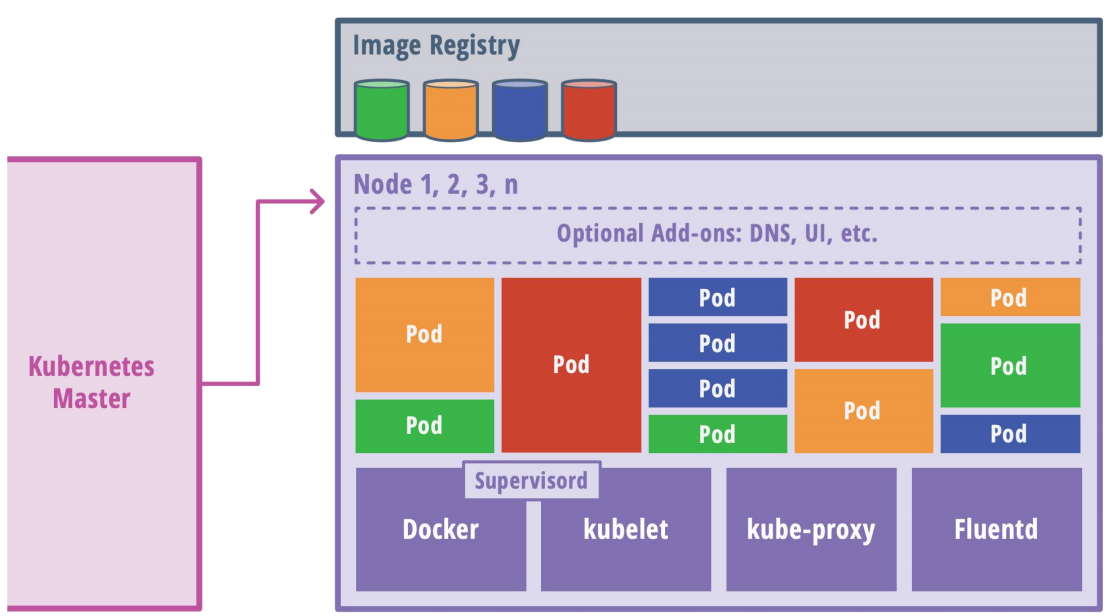 Image Registry
Node 1, 2, 3, n
Optional Add-ons: DNS, UI, etc.
Kubernetes
Master
Pod
Pod
Pod
Pod
Pod
Pod
Pod
Pod
Pod
Pod
Pod
Pod
Supervisord
Docker
kubelet
kube-proxy
Fluentd